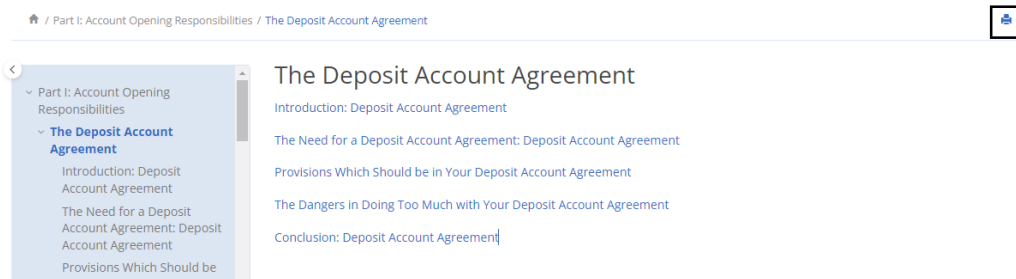 / Part I: Account Opening Responsibilities / The Deposit Account Agreement
Part I: Account Opening
Responsibilities
The Deposit Account
Agreement
Introduction: Deposit
Account Agreement
The Need for a Deposit
Account Agreement: Deposit
Account Agreement
Provisions Which Should be
The Deposit Account Agreement
Introduction: Deposit Account Agreement
The Need for a Deposit Account Agreement: Deposit Account Agreement
Provisions Which Should be in Your Deposit Account Agreement
The Dangers in Doing Too Much with Your Deposit Account Agreement
Conclusion: Deposit Account Agreement